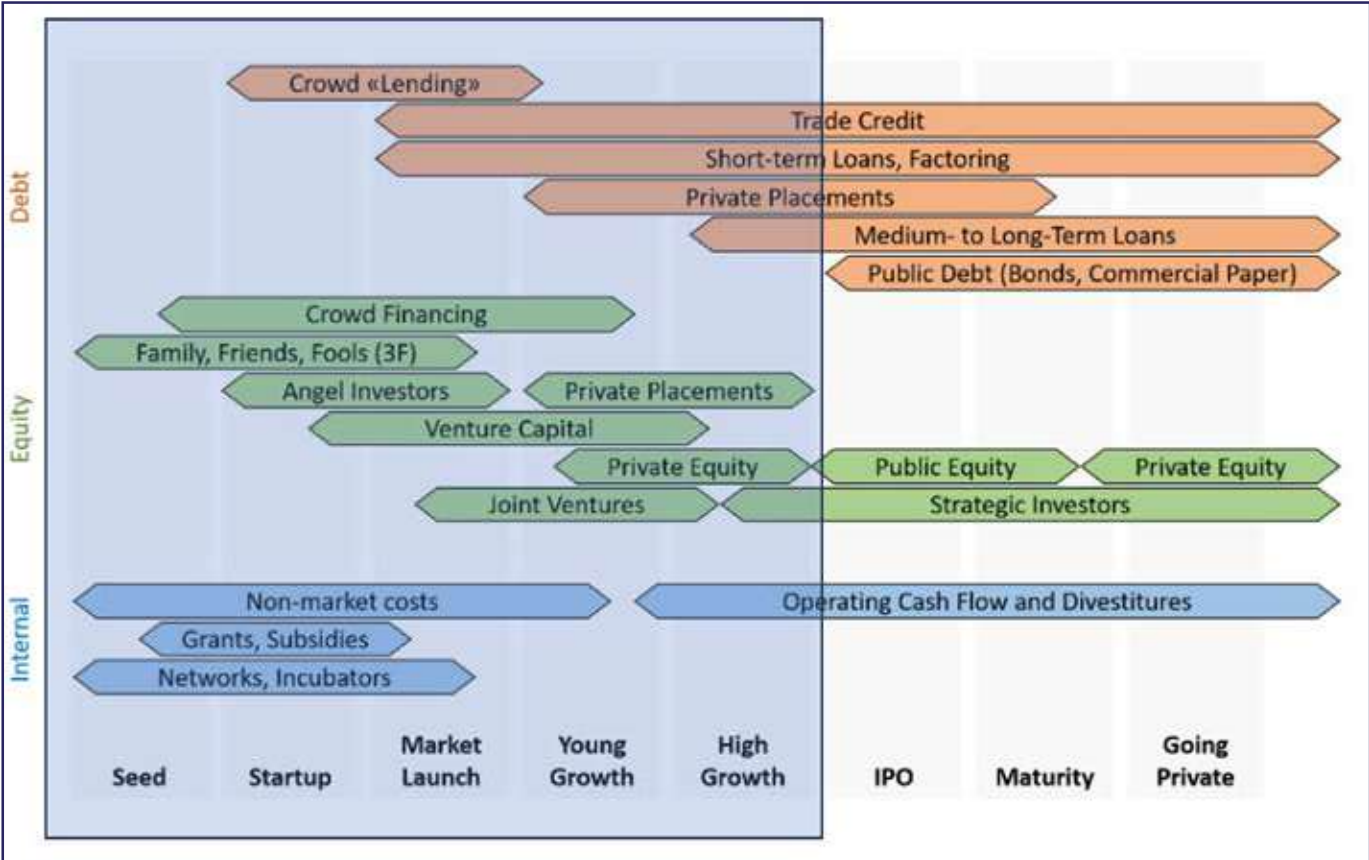 Debt
Crowd «Lending»
Trade Credit
Short-term Loans, Factoring
Private Placements
Medium- to Long-Term Loans
Public Debt (Bonds, Commercial Paper)
Equity
Crowd Financing
Family, Friends, Fools (3F)
Angel Investors
Private Placements
Venture Capital
Private Equity
Public Equity
Private Equity
Joint Ventures
Strategic Investors
Internal
Non-market costs
Operating Cash Flow and Divestitures
Grants, Subsidies
Networks, Incubators
Seed
Startup
Market
Launch
Young
Growth
High
Growth
IPO
Maturity
Going
Private